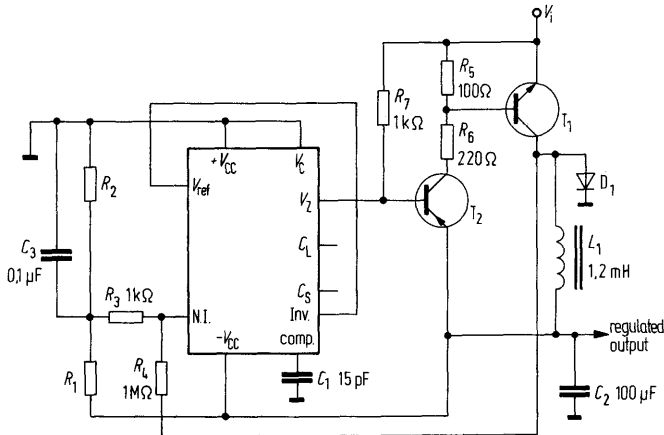 Vi
R5
100Ω
R7
1kΩ
T1
R6
220Ω
+VCC
VC
R2
Vref
VZ
T2
D1
L1
1,2 mH
C3
0,1 µF
CL
CS
R3 1kΩ
N.I.
Inv.
-VCC
comp.
regulated
output
R1
R4
1MΩ
C1 15 pF
C2 100 µF